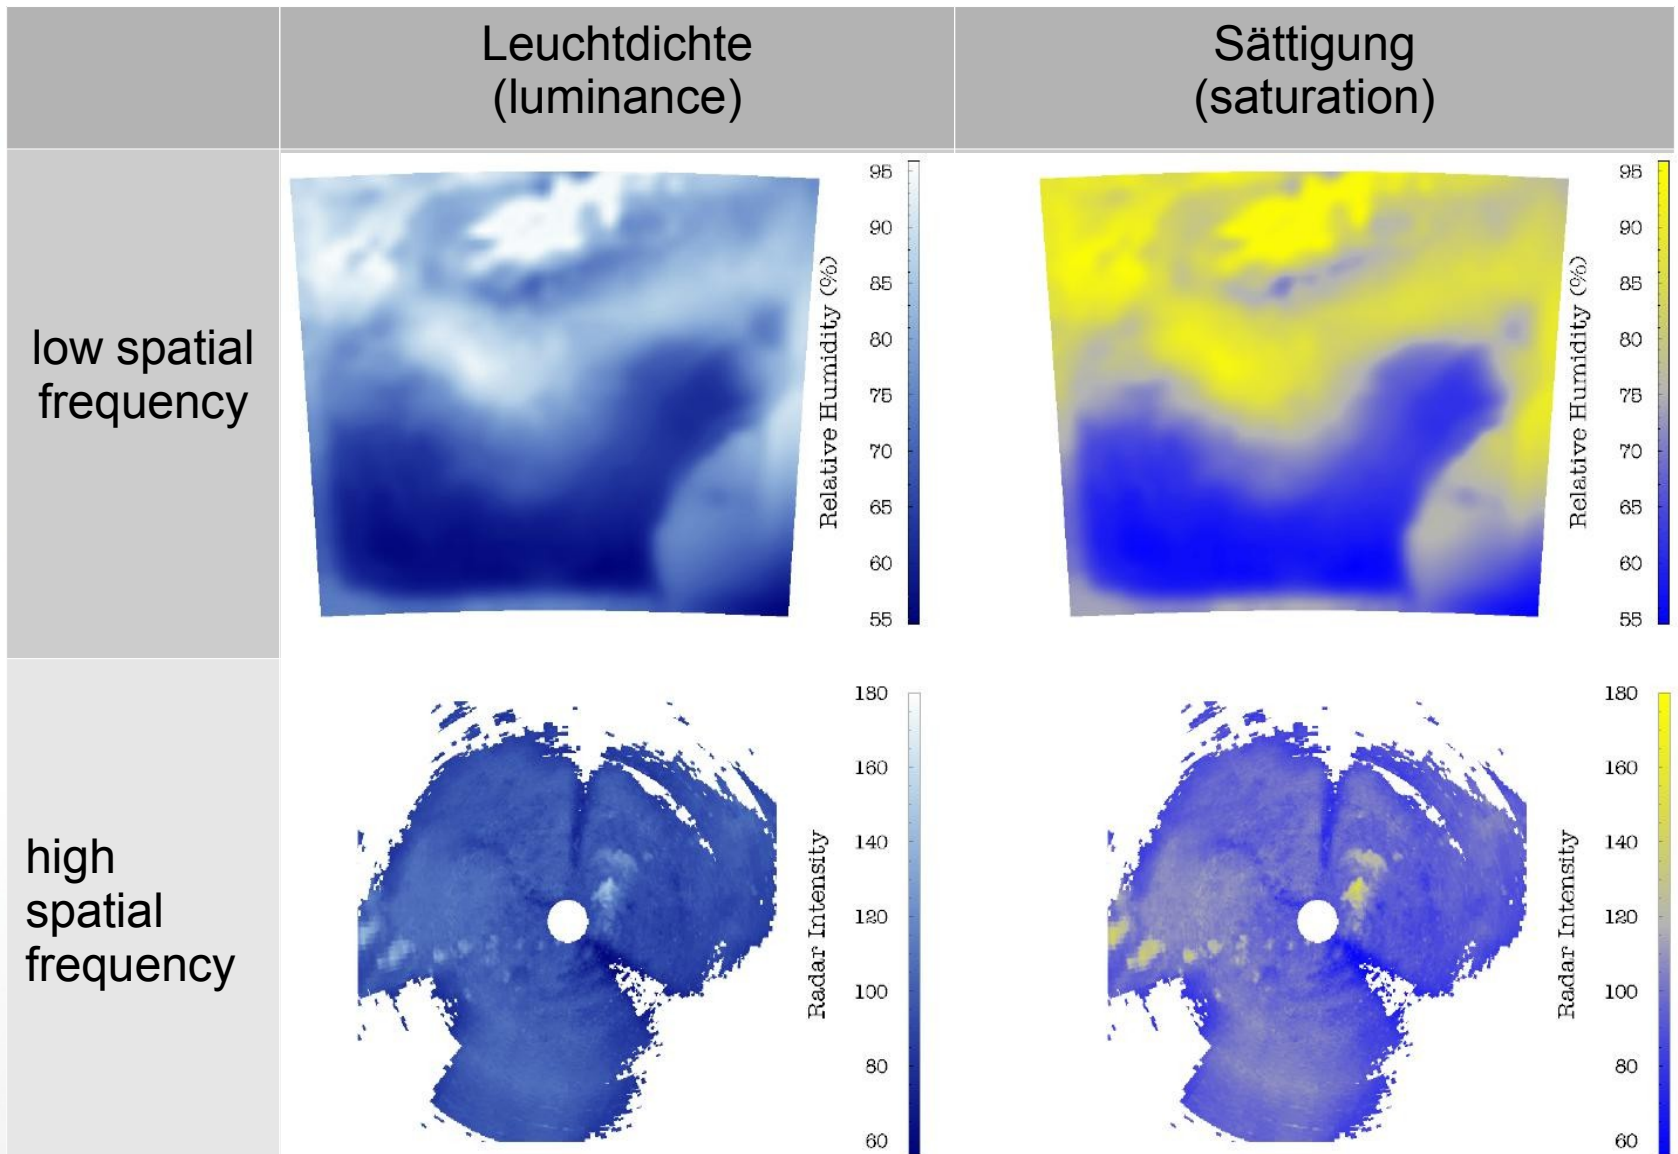 Leuchtdichte
(luminance)
Sättigung
(saturation)
low spatial
frequency
95
90
85
80
75
70
65
60
55
Relative Humidity (%)
95
90
85
80
75
70
65
60
55
Relative Humidity (%)
high
spatial
frequency
180
160
140
120
100
80
60
Radar Intensity
180
160
140
120
100
80
60
Radar Intensity